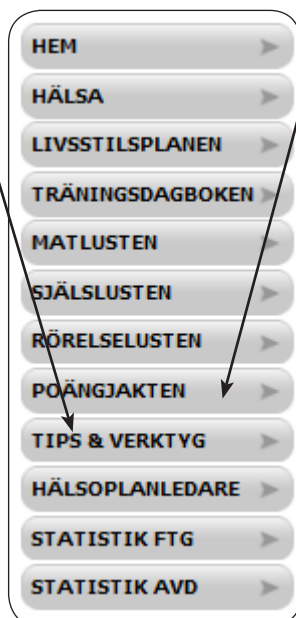 HEM
HÄLSA
LIVSSTILSPLANEN
TRÄNINGSDAGBOKEN
MATLUSTEN
SJÄLSLUSTEN
RÖRELSELUSTEN
POÄNGJAKTEN
TIPS & VERKTYG
HÄLSOPLANLEDARE
STATISTIK FTG
STATISTIK AVD